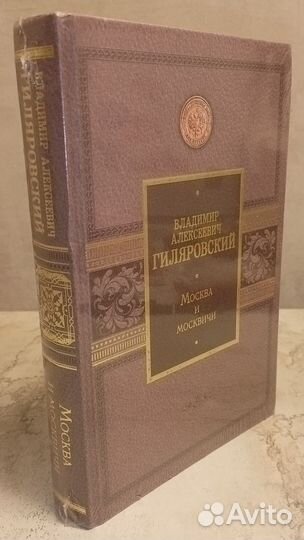 ВЛАДИМИР АЛЕКСЕЕВИЧ
ГИЛЯРОВСКИЙ
МОСКВА
И МОСКВИЧИ
ВЛАДИМИР
АЛЕКСЕЕВИЧ
ГИЛЯРОВСКИЙ
МОСКВА
И
МОСКВИЧИ
Avito